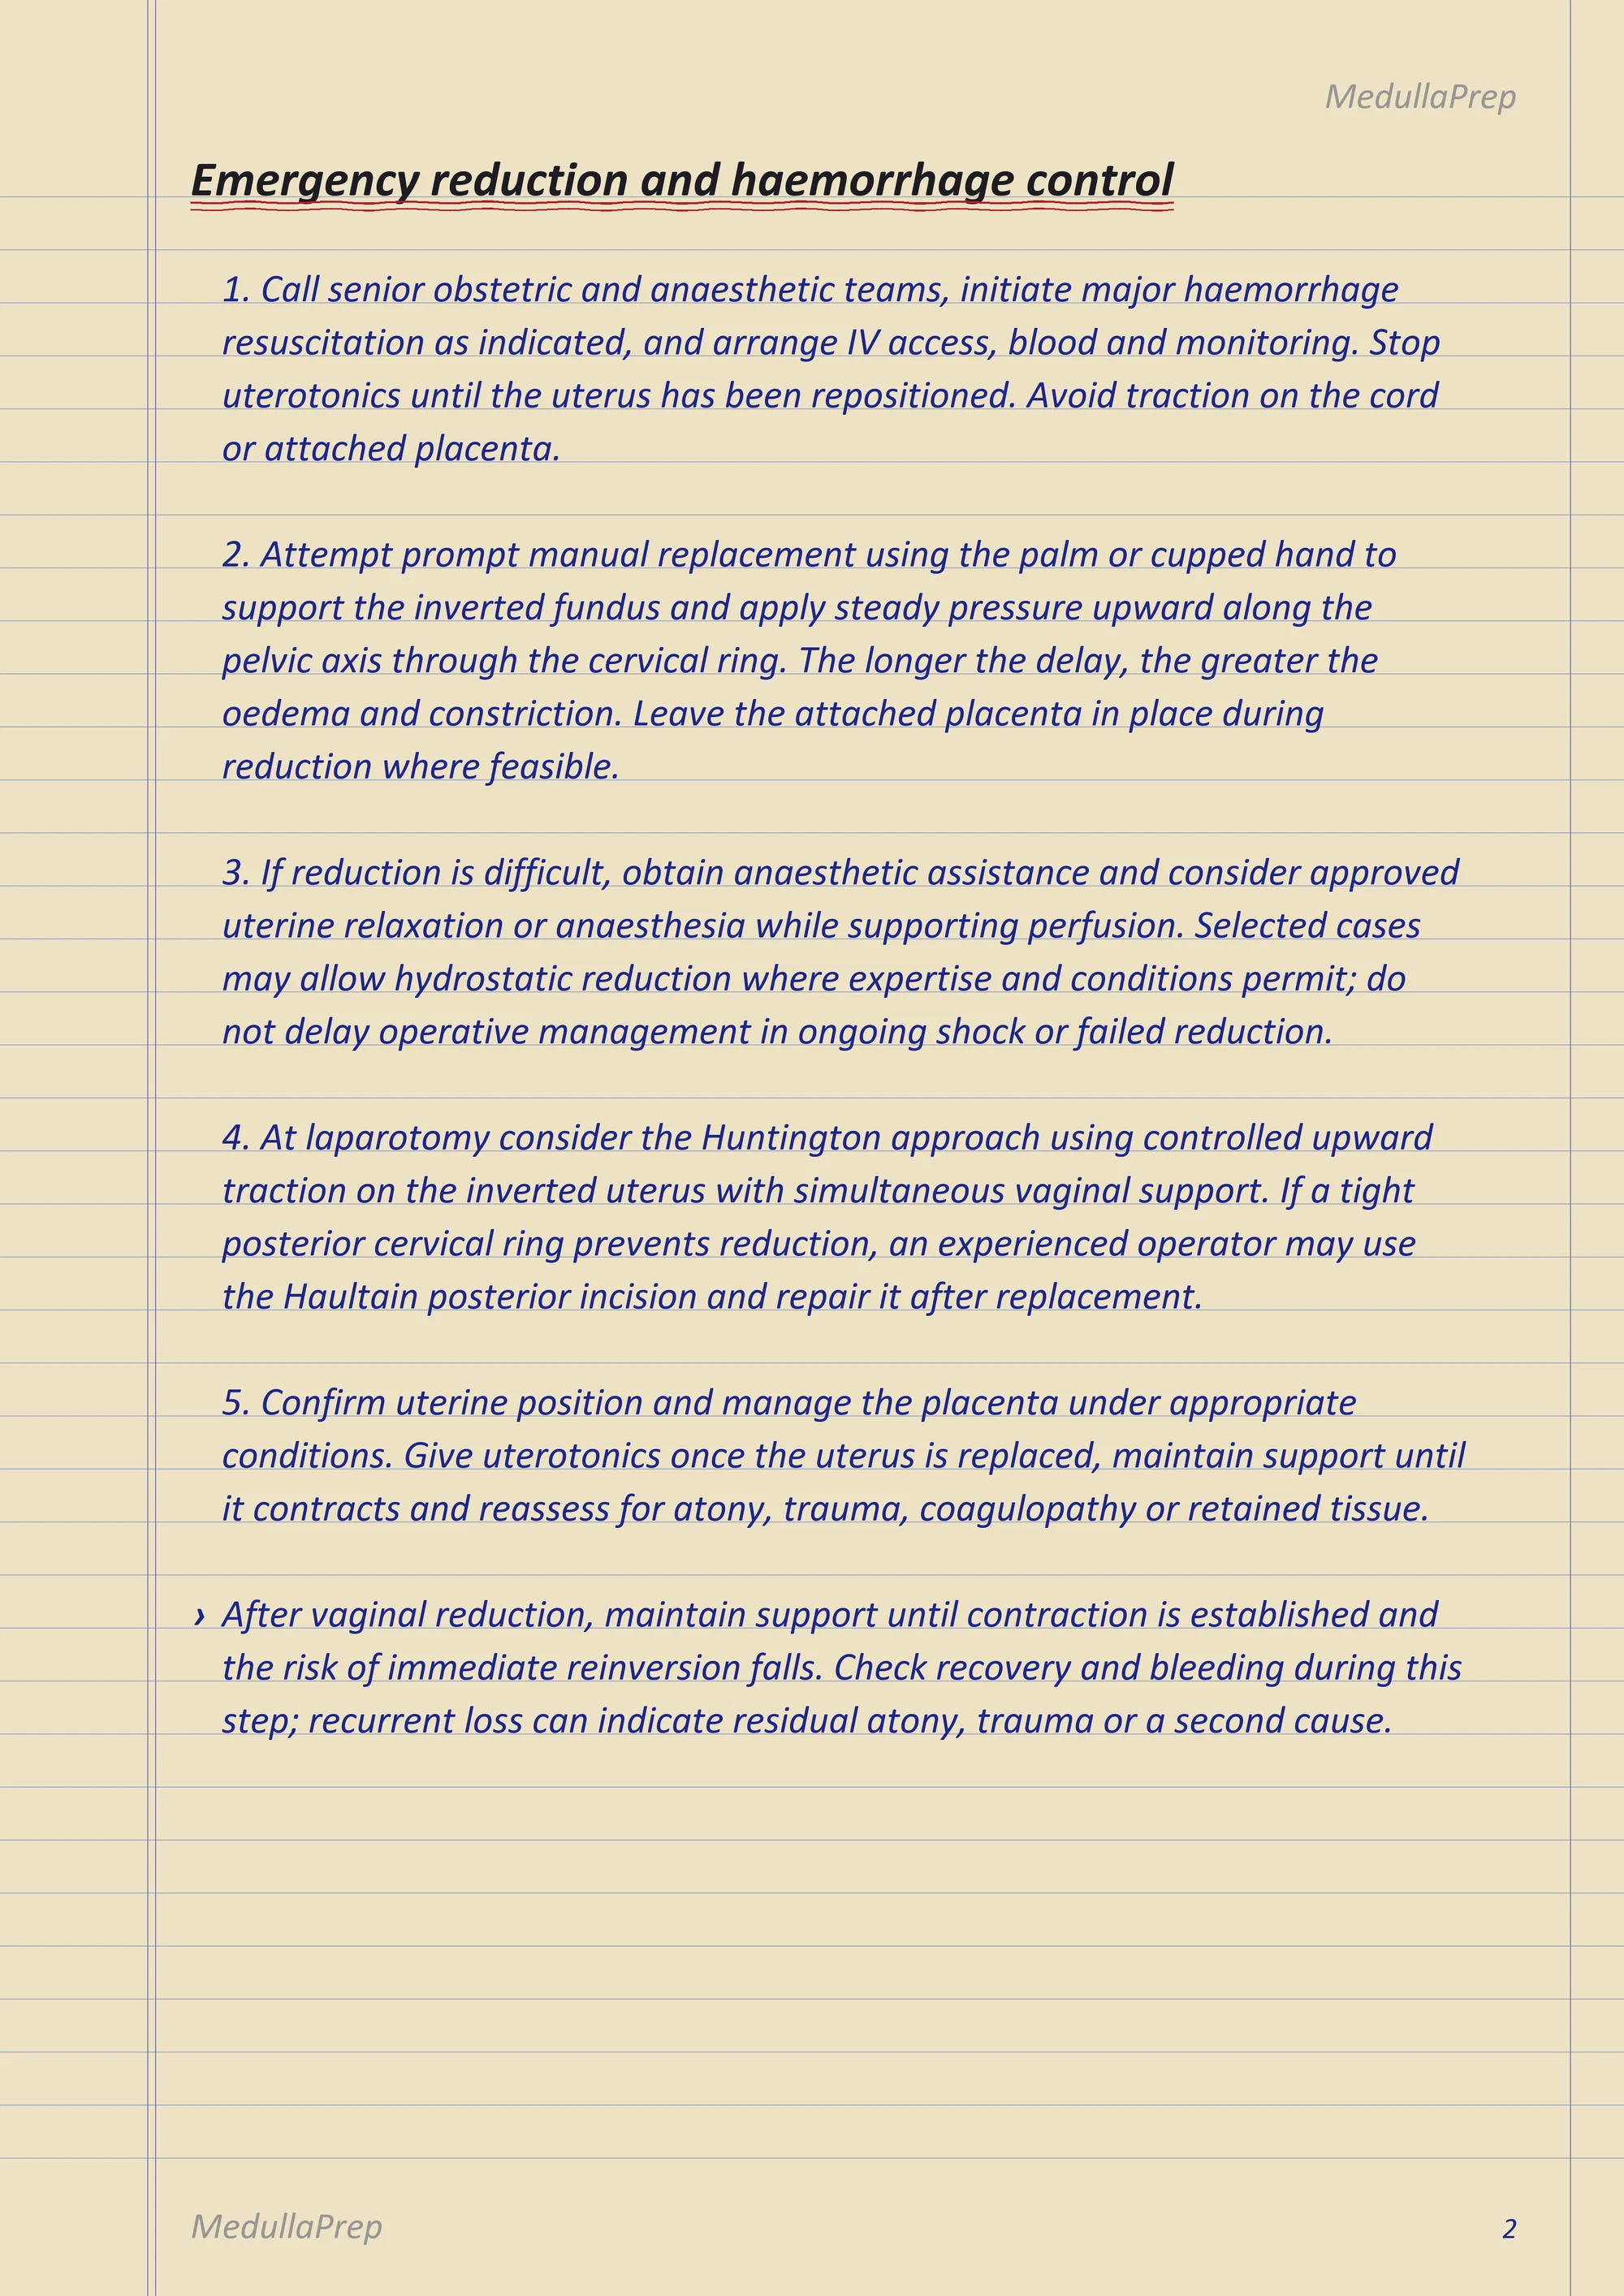 MedullaPrep
Emergency reduction and haemorrhage control
1. Call senior obstetric and anaesthetic teams, initiate major haemorrhage
resuscitation as indicated, and arrange IV access, blood and monitoring. Stop
uterotonics until the uterus has been repositioned. Avoid traction on the cord
or attached placenta.
2. Attempt prompt manual replacement using the palm or cupped hand to
support the inverted fundus and apply steady pressure upward along the
pelvic axis through the cervical ring. The longer the delay, the greater the
oedema and constriction. Leave the attached placenta in place during
reduction where feasible.
3. If reduction is difficult, obtain anaesthetic assistance and consider approved
uterine relaxation or anaesthesia while supporting perfusion. Selected cases
may allow hydrostatic reduction where expertise and conditions permit; do
not delay operative management in ongoing shock or failed reduction.
4. At laparotomy consider the Huntington approach using controlled upward
traction on the inverted uterus with simultaneous vaginal support. If a tight
posterior cervical ring prevents reduction, an experienced operator may use
the Haultain posterior incision and repair it after replacement.
5. Confirm uterine position and manage the placenta under appropriate
conditions. Give uterotonics once the uterus is replaced, maintain support until
it contracts and reassess for atony, trauma, coagulopathy or retained tissue.
› After vaginal reduction, maintain support until contraction is established and
the risk of immediate reinversion falls. Check recovery and bleeding during this
step; recurrent loss can indicate residual atony, trauma or a second cause.
MedullaPrep
2